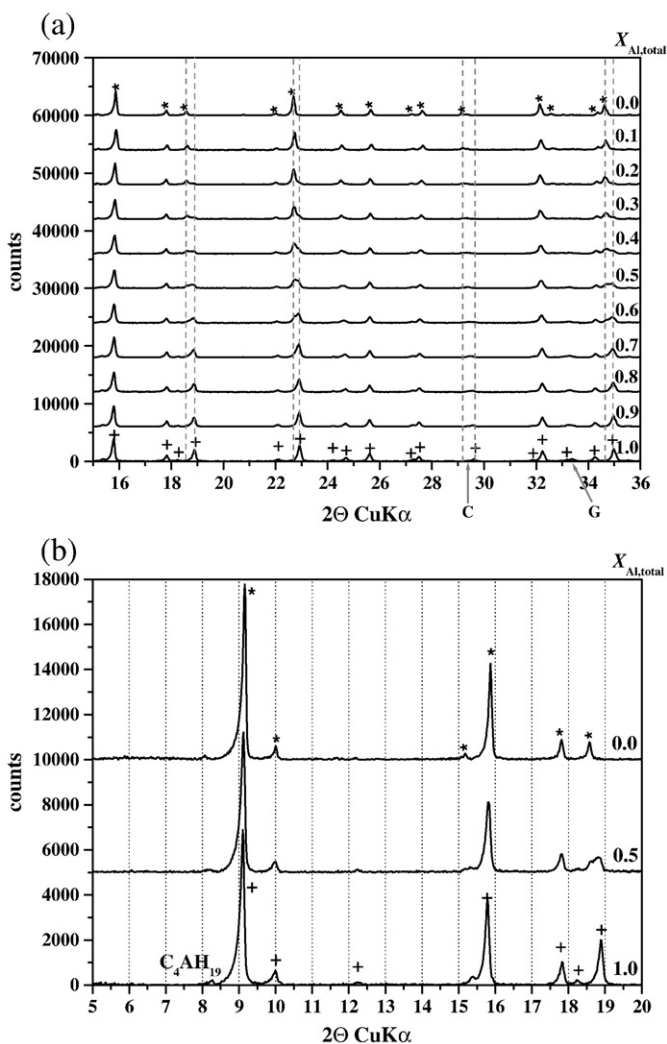 (a)
X Al,total
70000
60000
50000
40000
30000
20000
10000
0
counts
0.0
0.1
0.2
0.3
0.4
0.5
0.6
0.7
0.8
0.9
1.0
16 18 20 22 24 26 28 30 32 34 36
2Θ CuKα
C
G
(b)
X Al,total
18000
16000
14000
12000
10000
8000
6000
4000
2000
0
counts
0.0
0.5
1.0
C4AH19
5 6 7 8 9 10 11 12 13 14 15 16 17 18 19 20
2Θ CuKα